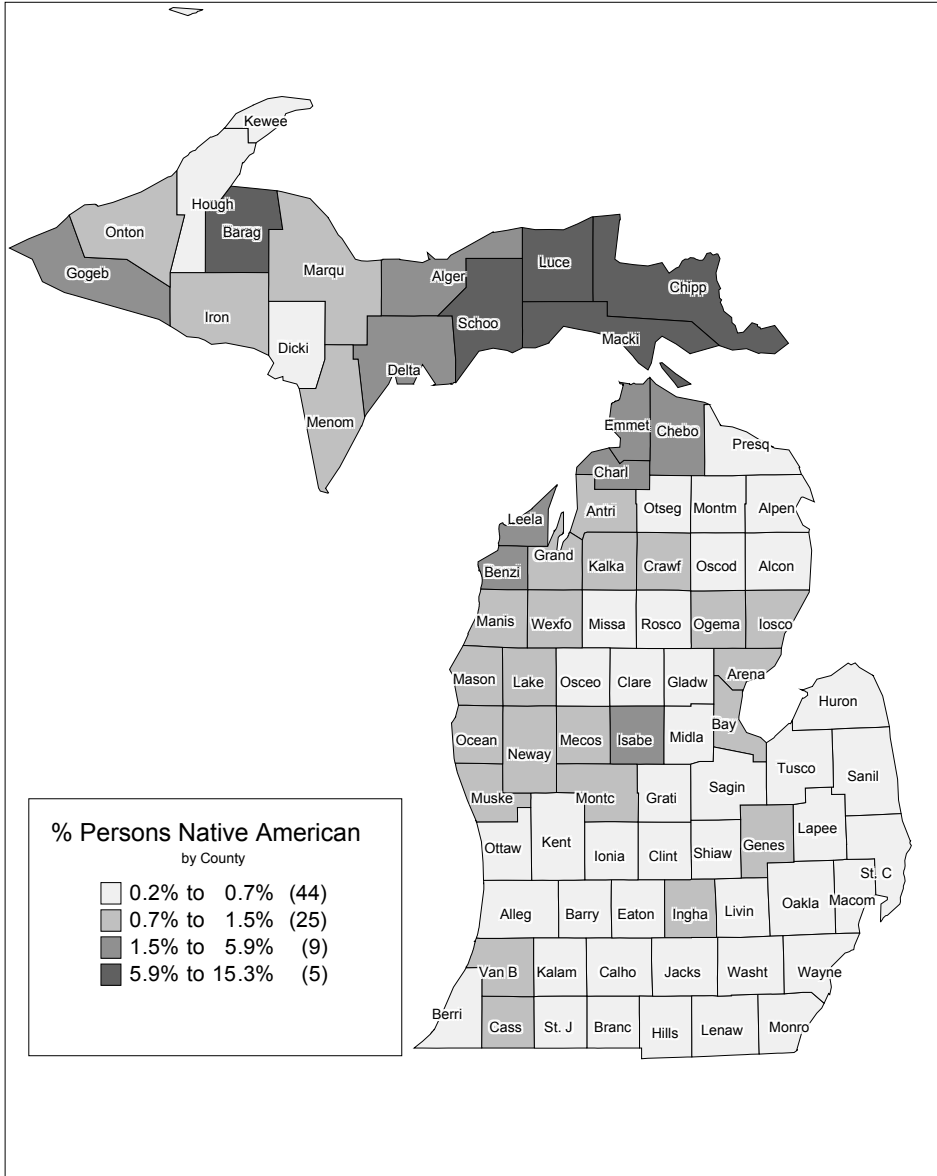 Kewee
Hough
Onton
Barag
Gogeb
Marqu
Alger
Luce
Chipp
Iron
Schoo
Macki
Dicki
Delta
Menom
Emmet
Chebo
Presq
Charl
Leela
Antri
Otseg
Montm
Alpen
Grand
Benzi
Kalka
Crawf
Oscod
Alcon
Manis
Wexfo
Missa
Rosco
Ogema
Iosco
Mason
Lake
Osceo
Clare
Gladw
Arena
Huron
Ocean
Neway
Mecos
Isabe
Midla
Bay
Tusco
Sanil
Muske
Montc
Grati
Sagin
Ottaw
Kent
Ionia
Clint
Shiaw
Genes
Lapee
St. C
Alleg
Barry
Eaton
Ingha
Livin
Oakla
Macom
Van B
Kalam
Calho
Jacks
Washt
Wayne
Berri
Cass
St. J
Branc
Hills
Lenaw
Monro
% Persons Native American
by County
0.2% to 0.7% (44)
0.7% to 1.5% (25)
1.5% to 5.9% (9)
5.9% to 15.3% (5)